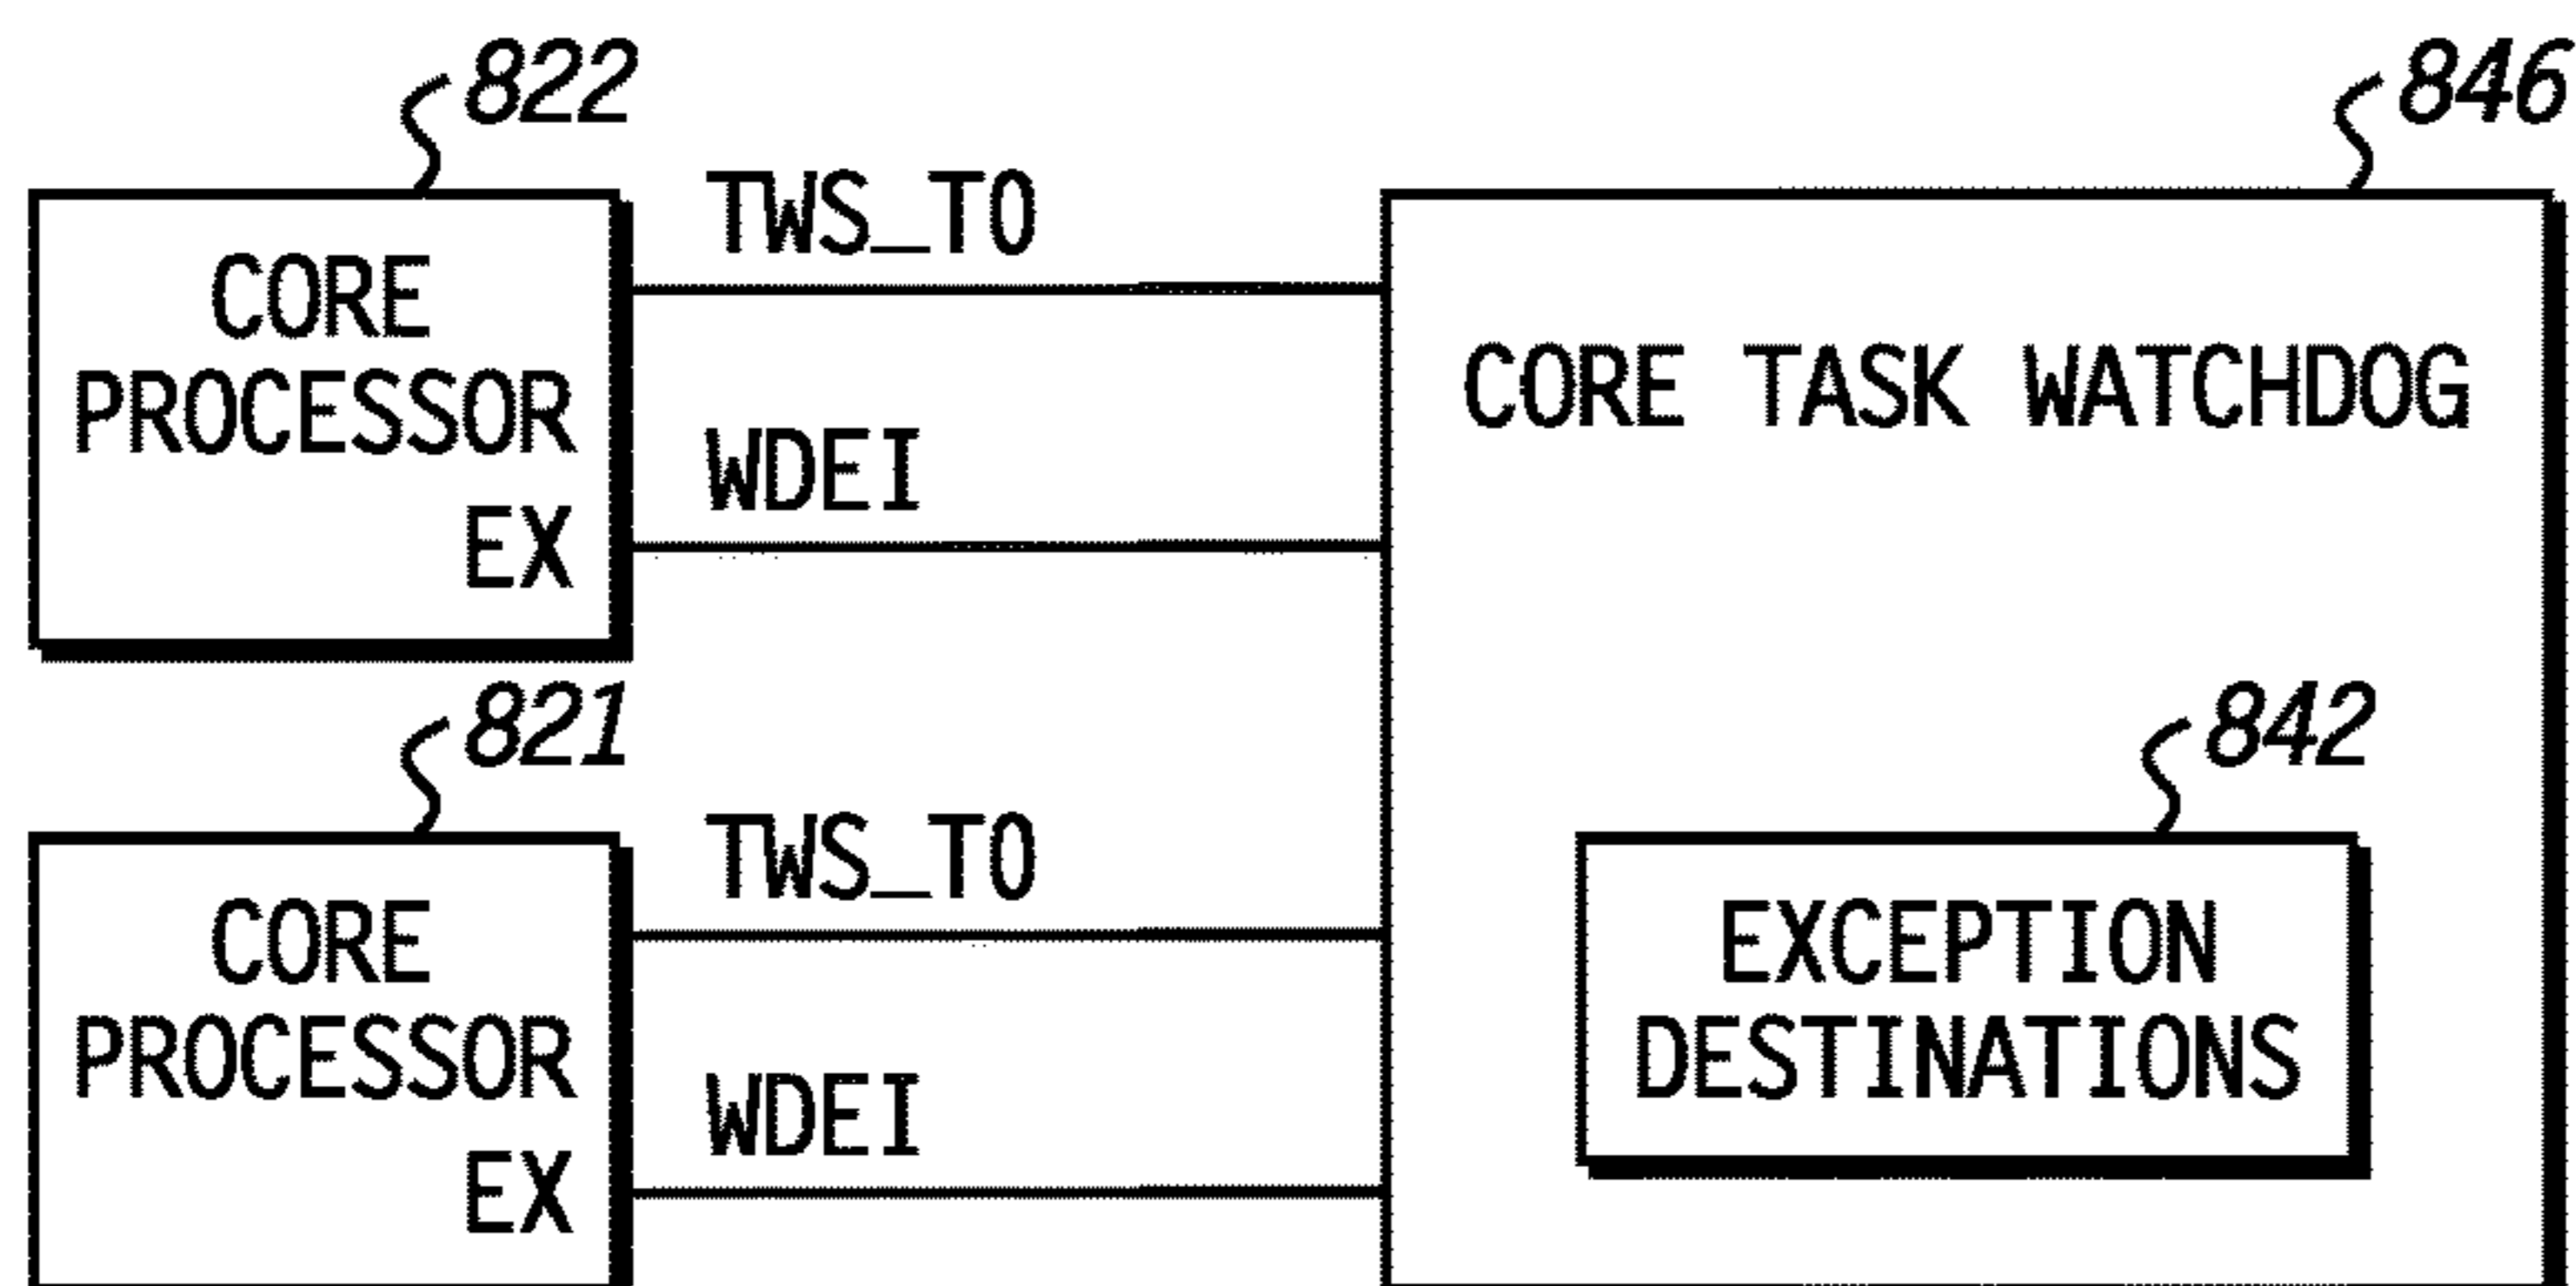 822
846
CORE
PROCESSOR
EX
TWS_TO
WDEI
CORE TASK WATCHDOG
821
CORE
PROCESSOR
EX
TWS_TO
WDEI
842
EXCEPTION
DESTINATIONS